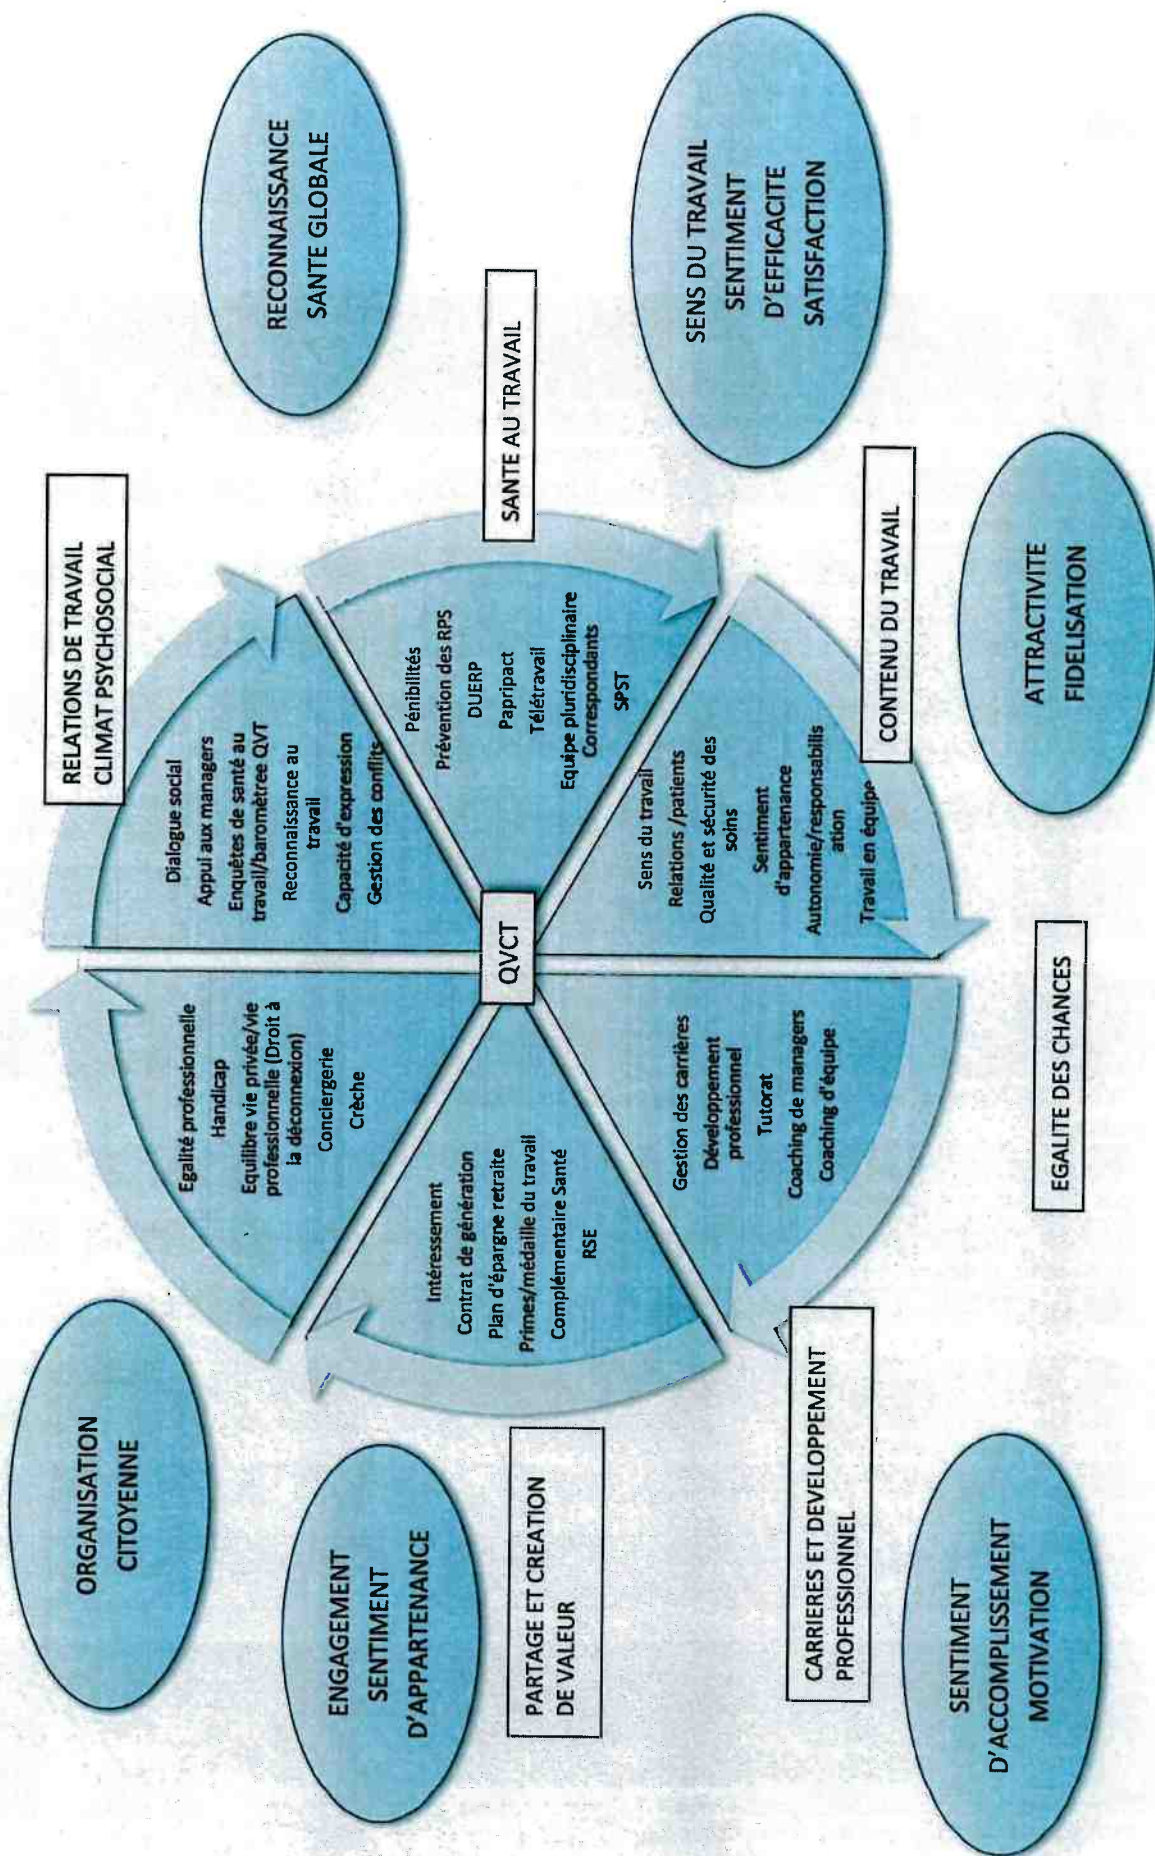 RELATIONS DE TRAVAIL
CLIMAT PSYCHOSOCIAL
RECONNAISSANCE
SANTE GLOBALE
SANTE AU TRAVAIL
SENS DU TRAVAIL
SENTIMENT
D'EFFICACITE
SATISFACTION
CONTENU DU TRAVAIL
ATTRACTIVITE
FIDELISATION
EGALITE DES CHANCES
CARRIERES ET DEVELOPPEMENT
PROFESSIONNEL
SENTIMENT
D'ACCOMPLISSEMENT
MOTIVATION
PARTAGE ET CREATION
DE VALEUR
ENGAGEMENT
SENTIMENT
D'APPARTENANCE
ORGANISATION
CITOYENNE
QVCT
Dialogue social
Appui aux managers
Enquêtes de santé au
travail/baromètree QVT
Reconnaissance au
travail
Capacité d'expression
Gestion des conflits
Pénibilités
Prévention des RPS
DUERP
Papripact
Télétravail
Equipe pluridisciplinaire
Correspondants
SPST
Sens du travail
Relations /patients
Qualité et sécurité des
soins
Sentiment
d'appartenance
Autonomie/responsabilis
ation
Travail en équipe
Gestion des carrières
Développement
professionnel
Tutorat
Coaching de managers
Coaching d'équipe
Intéressement
Contrat de génération
Plan d'épargne retraite
Primes/médaille du travail
Complémentaire Santé
RSE
Egalité professionnelle
Handicap
Equilibre vie privée/vie
professionnelle (Droit à
la déconnexion)
Conciergerie
Crèche